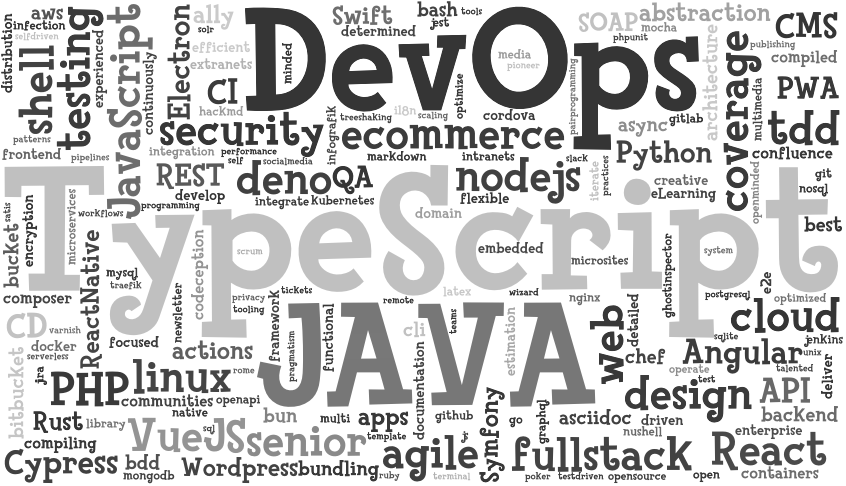 aws
infection
selfdriven
distribution
shell
testing
experienced
JavaScript
continuously
Electron
ally
solr
efficient
extranets
CI
hackmd
DevOps
minded
Swift
determined
bash
tools
jest
media
pioneer
SOAP
abstraction
phpunit
mocha
architecture
publishing
CMS
compiled
PWA
multimedia
coverage
tdd
confluence
security
infografik
treeshaking
i18n
scaling
optimize
cordova
pairprogramming
async
gitlab
ecommerce
patterns
frontend
pipelines
integration
performance
self
socialmedia
markdown
intranets
slack
Python
REST
develop
deno
QA
nodejs
iterate
practices
creative
eLearning
openminded
git
nosql
programming
integrate
Kubernetes
flexible
TypeScript
domain
bucket
satis
encryption
microservices
workflows
best
codeception
scrum
embedded
microsites
ghostinspector
system
mysql
traefik
ReactNative
composer
newsletter
privacy
tooling
tickets
remote
latex
wizard
nginx
postgresql
e2e
optimized
CD
varnish
docker
serverless
focused
actions
framework
pragmatism
functional
JAVA
cli
teams
estimation
web
detailed
chef
cloud
sqlite
jenkins
unix
Angular
operate
talented
test
deliver
bitbucket
jra
PHP
linux
rome
communities
openapi
native
documentation
design
API
backend
Rust
library
compiling
VueJS
sql
senior
bun
multi
apps
template
github
j
Symfony
go
graphql
asciidoc
driven
nushell
enterprise
Cypress
bdd
mongodb
Wordpress
bundling
ruby
agile
terminal
fullstack
poker
testdriven
opensource
open
React
containers